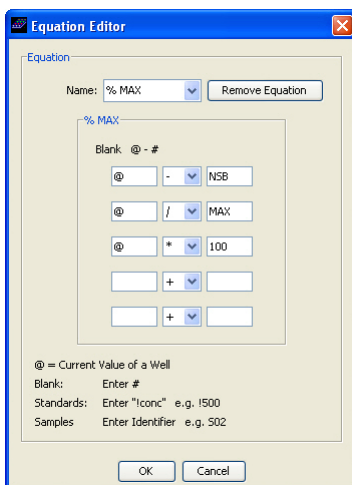 Equation Editor
Equation
Name: % MAX Remove Equation
% MAX
Blank @ - #
@ - NSB
@ / MAX
@ * 100
+
+
@ = Current Value of a Well
Blank: Enter #
Standards: Enter "!conc" e.g. !500
Samples Enter Identifier e.g. S02
OK Cancel